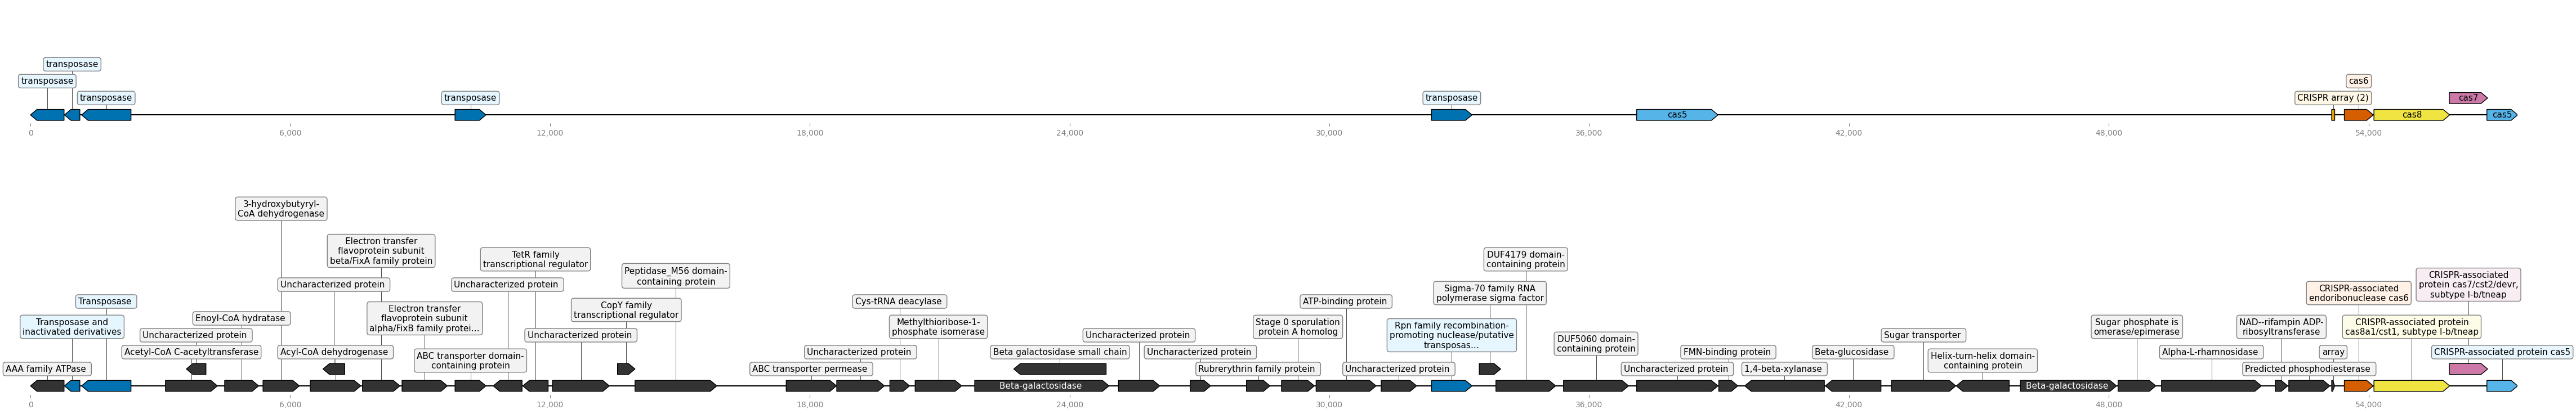 transposase
transposase
transposase
transposase
transposase
cas6
CRISPR array (2)
cas7
cas5
cas8
cas5
0
6,000
12,000
18,000
24,000
30,000
36,000
42,000
48,000
54,000
3-hydroxybutyryl-
CoA dehydrogenase
Electron transfer
flavoprotein subunit
beta/FixA family protein
TetR family
transcriptional regulator
DUF4179 domain-
containing protein
Peptidase_M56 domain-
containing protein
CRISPR-associated
protein cas7/cst2/devr,
subtype I-b/tneap
Uncharacterized protein
Uncharacterized protein
Sigma-70 family RNA
polymerase sigma factor
CRISPR-associated
endoribonuclease cas6
Transposase
Cys-tRNA deacylase
ATP-binding protein
Electron transfer
flavoprotein subunit
alpha/FixB family protei...
CopY family
transcriptional regulator
Enoyl-CoA hydratase
Transposase and
inactivated derivatives
Methylthioribose-1-
phosphate isomerase
Stage 0 sporulation
protein A homolog
Rpn family recombination-
promoting nuclease/putative
transposas...
Sugar phosphate is
omerase/epimerase
NAD--rifampin ADP-
ribosyltransferase
CRISPR-associated protein
cas8a1/cst1, subtype I-b/tneap
Uncharacterized protein
Uncharacterized protein
Uncharacterized protein
DUF5060 domain-
containing protein
Sugar transporter
Acetyl-CoA C-acetyltransferase
Acyl-CoA dehydrogenase
ABC transporter domain-
containing protein
Uncharacterized protein
Beta galactosidase small chain
Uncharacterized protein
FMN-binding protein
Beta-glucosidase
Helix-turn-helix domain-
containing protein
Alpha-L-rhamnosidase
array
CRISPR-associated protein cas5
AAA family ATPase
ABC transporter permease
Rubrerythrin family protein
Uncharacterized protein
Uncharacterized protein
1,4-beta-xylanase
Predicted phosphodiesterase
Beta-galactosidase
Beta-galactosidase
0
6,000
12,000
18,000
24,000
30,000
36,000
42,000
48,000
54,000